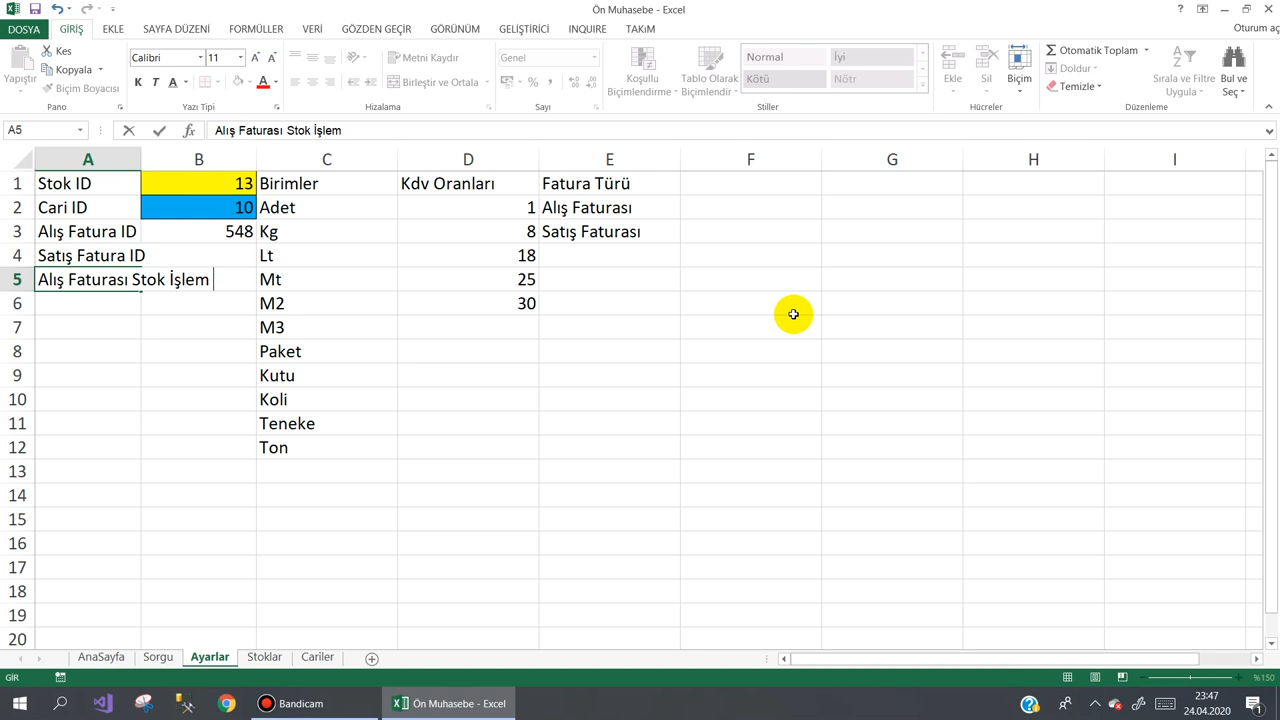 Ön Muhasebe - Excel
DOSYA GİRİŞ EKLE SAYFA DÜZENİ FORMÜLLER VERİ GÖZDEN GEÇİR GÖRÜNÜM GELİŞTİRİCİ INQUIRE TAKıM Oturum aç
Yapıştır
Kes
Kopyala
Biçim Boyacısı
Pano
Calibri 11
K T A A
Yazı Tipi
Metni Kaydır
Birleştir ve Ortala
Hizalama
Genel
%
Sayı
Koşullu Biçimlendirme
Tablo Olarak Biçimlendir
Normal İyi
Kötü Nötr
Stiller
Ekle Sil Biçim
Hücreler
Otomatik Toplam
Doldur
Temizle
Sırala ve Filtre Uygula
Bul ve Seç
Düzenleme
A5 fx Alış Faturası Stok İşlem
A B C D E F G H I
1 Stok ID 13 Birimler Kdv Oranları Fatura Türü
2 Cari ID 10 Adet 1 Alış Faturası
3 Alış Fatura ID 548 Kg 8 Satış Faturası
4 Satış Fatura ID Lt 18
5 Alış Faturası Stok İşlem Mt 25
6 M2 30
7 M3
8 Paket
9 Kutu
10 Koli
11 Teneke
12 Ton
13
14
15
16
17
18
19
20
AnaSayfa Sorgu Ayarlar Stoklar Cariler
GİR %150
Bandicam Ön Muhasebe - Excel 23:47
24.04.2020